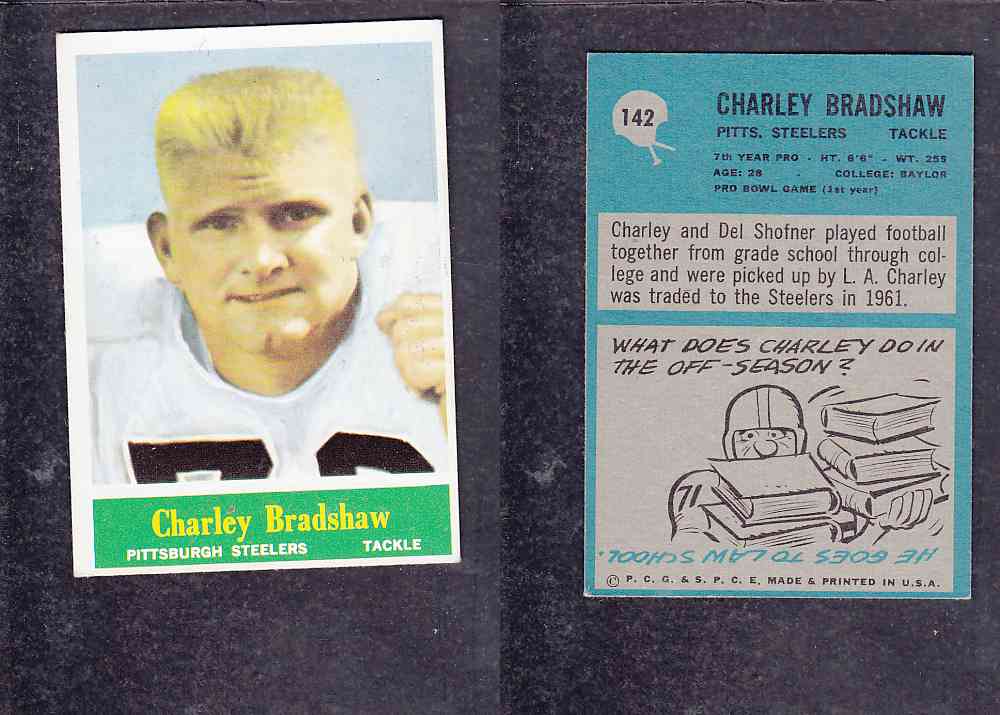 Charley Bradshaw
PITTSBURGH STEELERS TACKLE
142
CHARLEY BRADSHAW
PITTS. STEELERS TACKLE
7th YEAR PRO - HT. 6'6" - WT. 255
AGE: 28 - COLLEGE: BAYLOR
PRO BOWL GAME (1st year)
Charley and Del Shofner played football
together from grade school through col-
lege and were picked up by L. A. Charley
was traded to the Steelers in 1961.
WHAT DOES CHARLEY DO IN
THE OFF-SEASON?
71
HE GOES TO LAW SCHOOL.
© P. C. G. & S. P. C. E. MADE & PRINTED IN U.S.A.